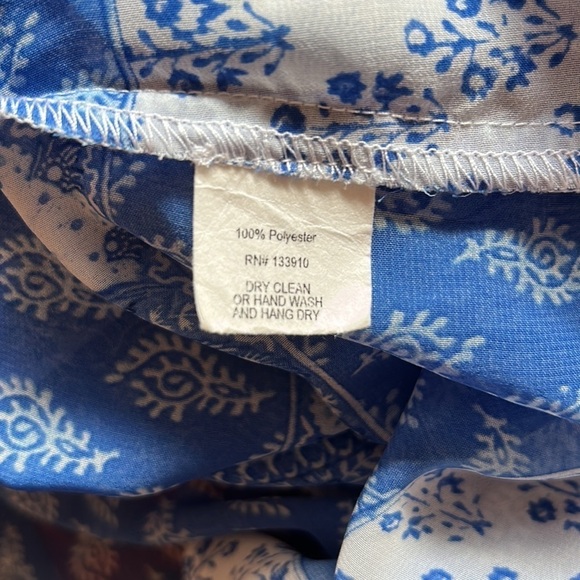 100% Polyester
RN# 133910
DRY CLEAN
OR HAND WASH
AND HANG DRY